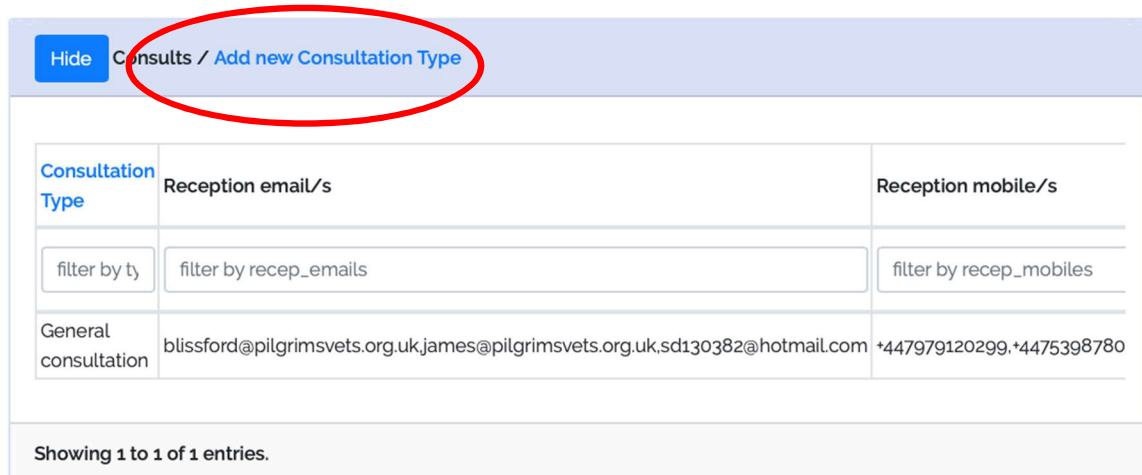 Hide Consults / Add new Consultation Type
Consultation
Type
Reception email/s
Reception mobile/s
filter by ty
filter by recep_emails
filter by recep_mobiles
General
consultation
blissford@pilgrimsvets.org.uk,james@pilgrimsvets.org.uk,sd130382@hotmail.com
+447979120299,+4475398780
Showing 1 to 1 of 1 entries.